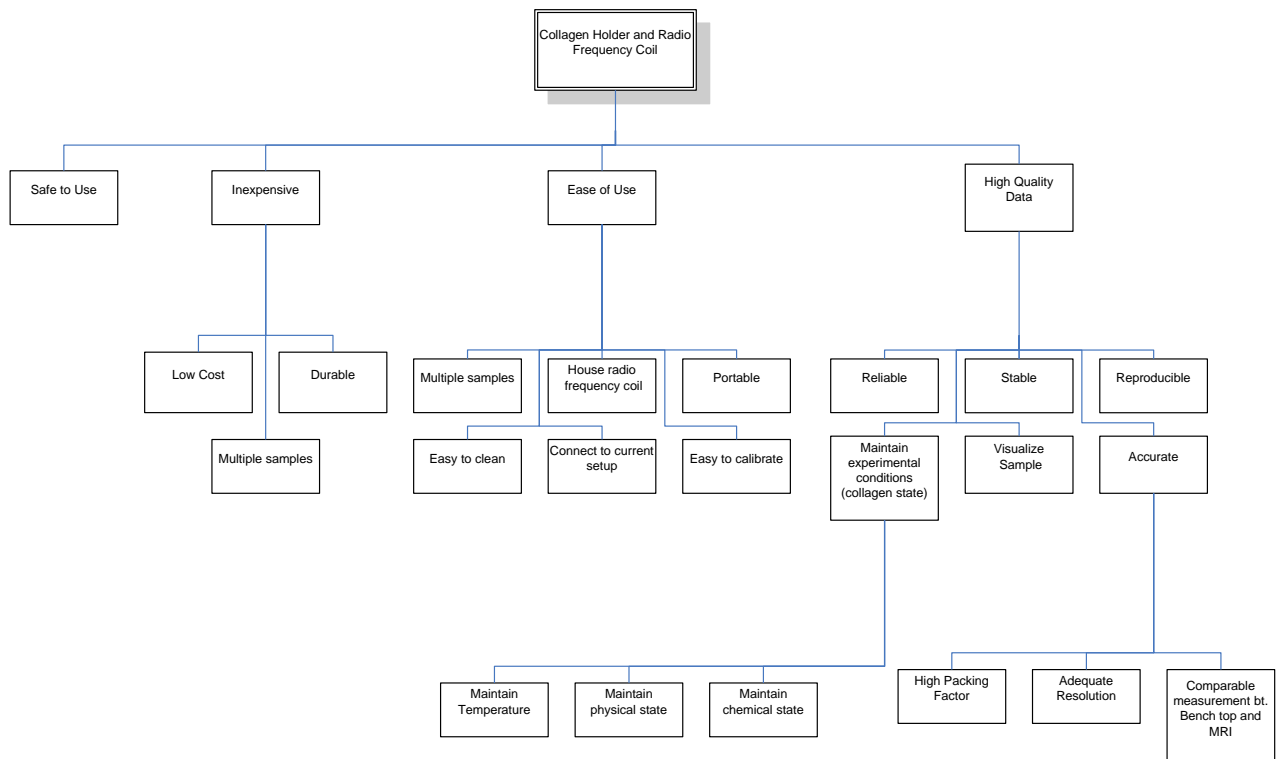 Collagen Holder and Radio
Frequency Coil
Safe to Use
Inexpensive
Ease of Use
High Quality
Data
Low Cost
Durable
Multiple samples
House radio
frequency coil
Portable
Reliable
Stable
Reproducible
Multiple samples
Easy to clean
Connect to current
setup
Easy to calibrate
Maintain
experimental
conditions
(collagen state)
Visualize
Sample
Accurate
Maintain
Temperature
Maintain
physical state
Maintain
chemical state
High Packing
Factor
Adequate
Resolution
Comparable
measurement bt.
Bench top and
MRI